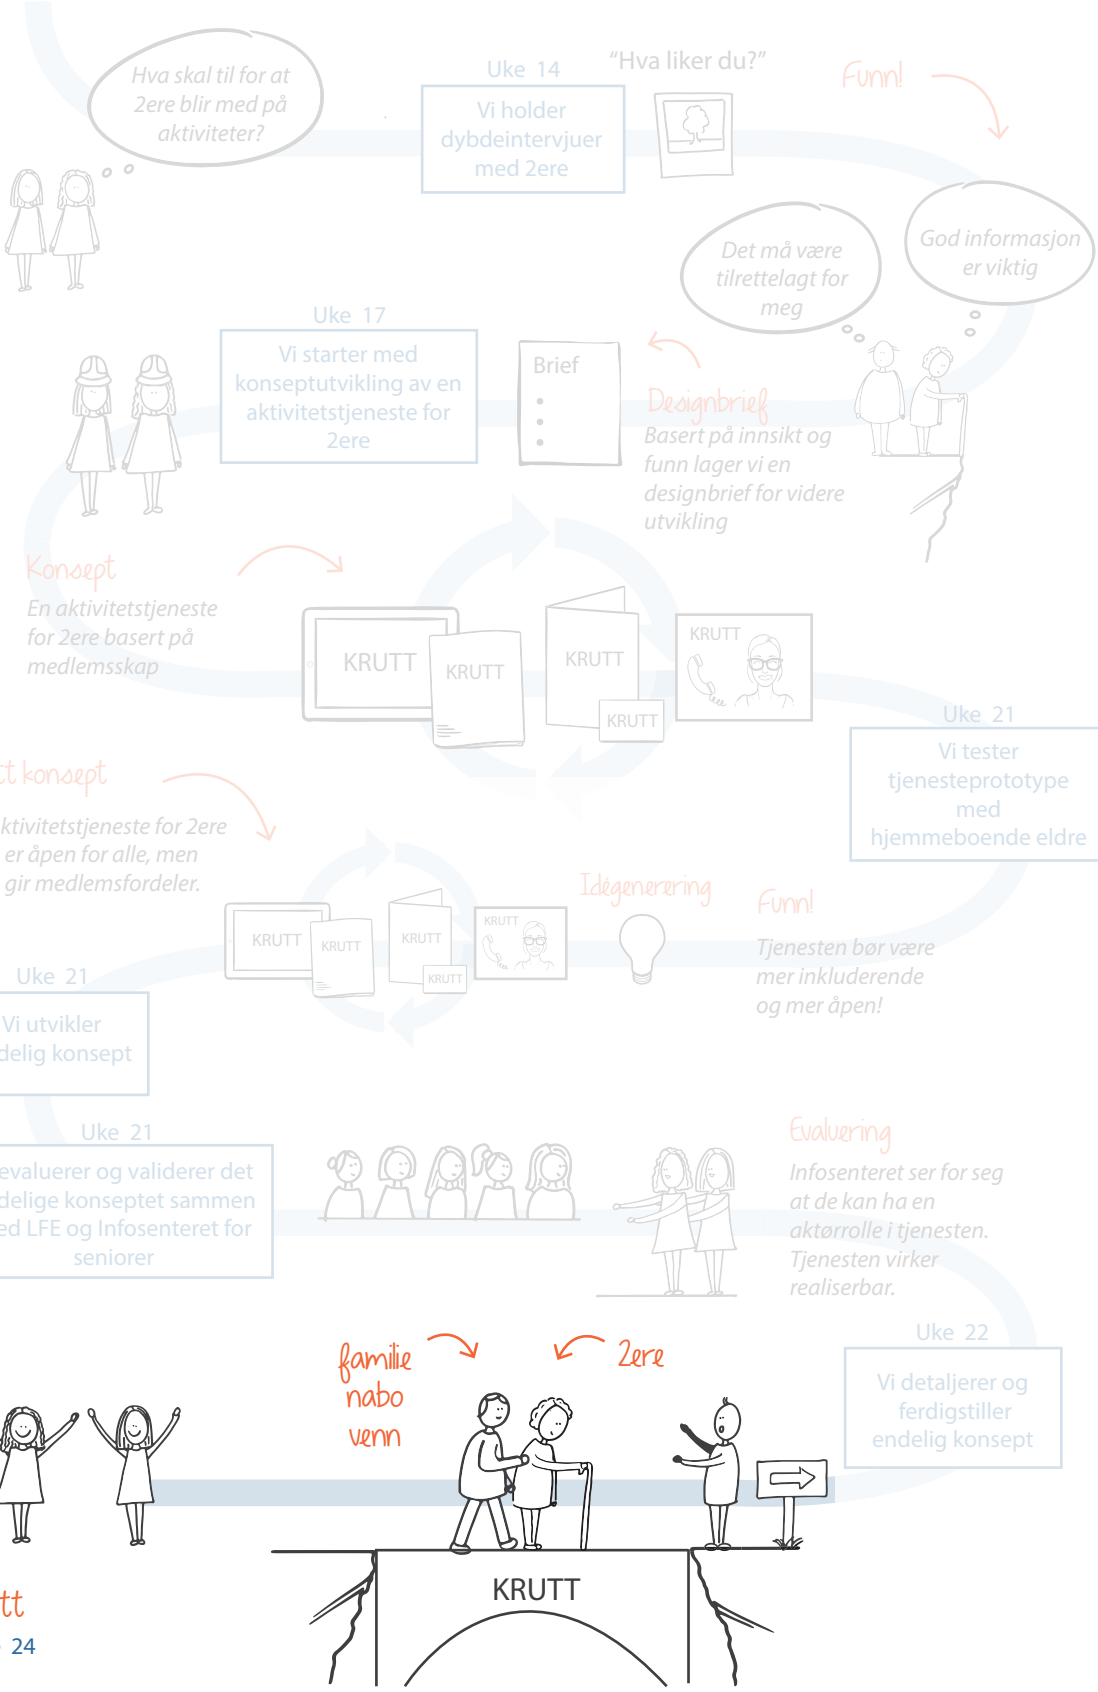 Hva skal til for at
2ere blir med på
aktiviteter?
Uke 14
Vi holder
dybdeintervjuer
med 2ere
“Hva liker du?”
Funn!
Det må være
tilrettelagt for
meg
God informasjon
er viktig
Uke 17
Vi starter med
konseptutvikling av en
aktivitetstjeneste for
2ere
Brief
Designbrief
Basert på innsikt og
funn lager vi en
designbrief for videre
utvikling
Konsept
En aktivitetstjeneste
for 2ere basert på
medlemsskap
KRUTT
KRUTT
KRUTT
KRUTT
KRUTT
Uke 21
Vi tester
tjenesteprototype
med
hjemmeboende eldre
tt konsept
ktivitetstjeneste for 2ere
er åpen for alle, men
gir medlemsfordeler.
KRUTT
KRUTT
KRUTT
KRUTT
KRUTT
Idégenerering
Funn!
Tjenesten bør være
mer inkluderende
og mer åpen!
Uke 21
Vi utvikler
delig konsept
Uke 21
evaluerer og validerer det
delige konseptet sammen
ed LFE og Infosenteret for
seniorer
Evaluering
Infosenteret ser for seg
at de kan ha en
aktørrolle i tjenesten.
Tjenesten virker
realiserbar.
Uke 22
Vi detaljerer og
ferdigstiller
endelig konsept
familie
nabo
venn
2ere
KRUTT
tt
24